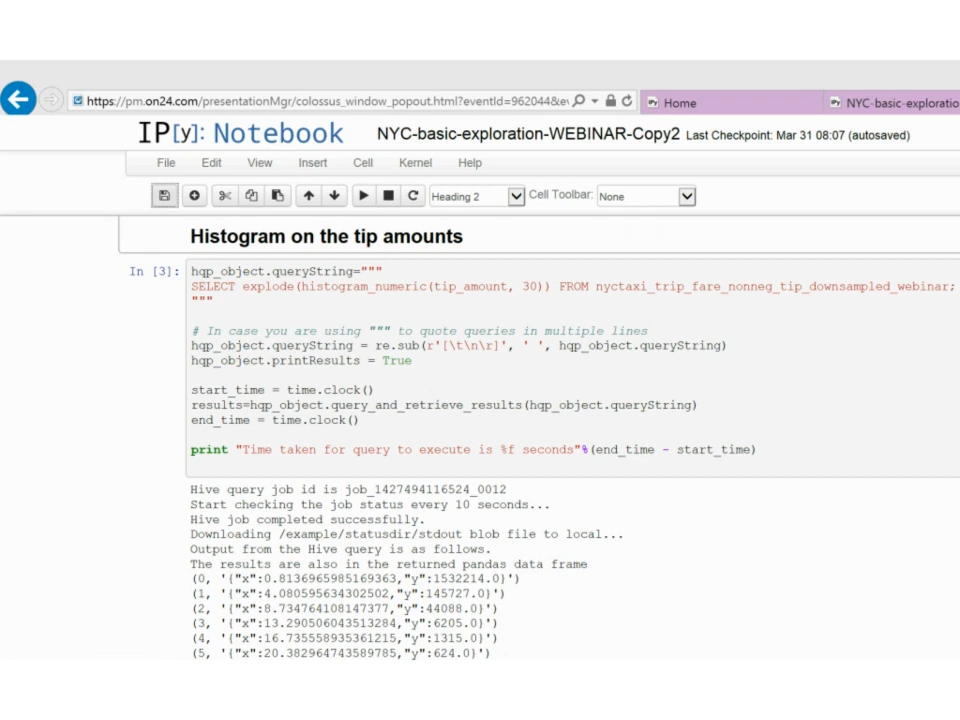 https://pm.on24.com/presentationMgr/colossus_window_popout.html?eventId=962044&e
Home
NYC-basic-exploratio
IP[y]: Notebook NYC-basic-exploration-WEBINAR-Copy2 Last Checkpoint: Mar 31 08:07 (autosaved)
File Edit View Insert Cell Kernel Help
Heading 2 Cell Toolbar: None
Histogram on the tip amounts
In [3]: hqp_object.queryString="""
SELECT explode(histogram_numeric(tip_amount, 30)) FROM nyctaxi_trip_fare_nonneg_tip_downsampled_webinar;
"""
# In case you are using """ to quote queries in multiple lines
hqp_object.queryString = re.sub(r'[\t\n\r]', ' ', hqp_object.queryString)
hqp_object.printResults = True
start_time = time.clock()
results=hqp_object.query_and_retrieve_results(hqp_object.queryString)
end_time = time.clock()
print "Time taken for query to execute is %f seconds"%(end_time - start_time)
Hive query job id is job_1427494116524_0012
Start checking the job status every 10 seconds...
Hive job completed successfully.
Downloading /example/statusdir/stdout blob file to local...
Output from the Hive query is as follows.
The results are also in the returned pandas data frame
(0, '{"x":0.8136965985169363,"y":1532214.0}')
(1, '{"x":4.080595634302502,"y":145727.0}')
(2, '{"x":8.734764108147377,"y":44088.0}')
(3, '{"x":13.290506043513284,"y":6205.0}')
(4, '{"x":16.735558935361215,"y":1315.0}')
(5, '{"x":20.382964743589785,"y":624.0}')